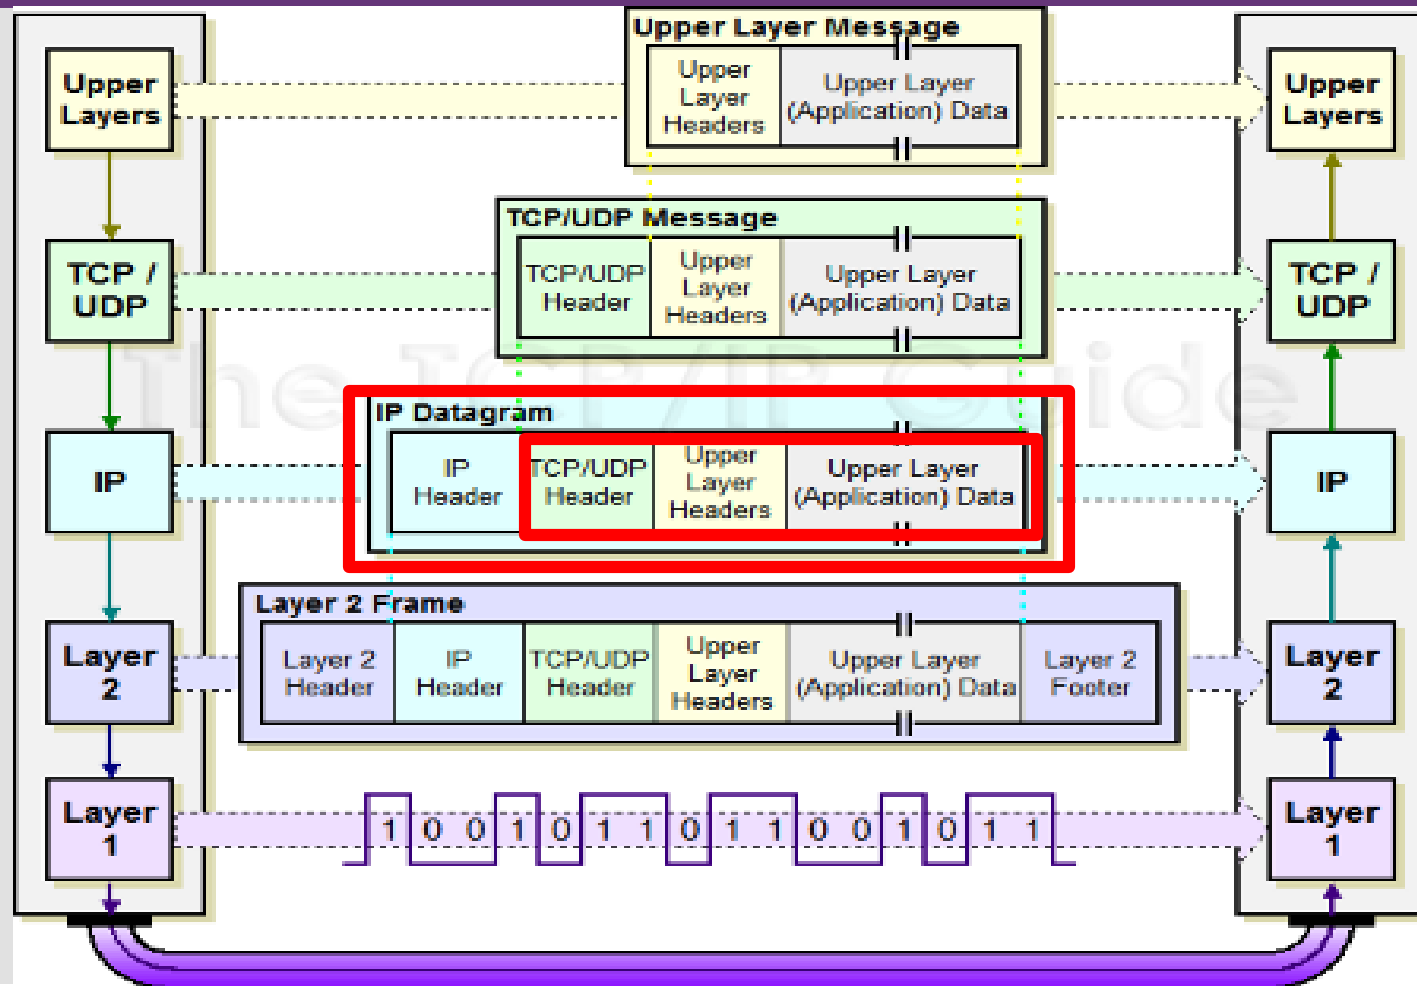 Upper Layer Message
Upper
Layers
Upper
Layer
Headers
Upper Layer
(Application) Data
Upper
Layers
TCP/UDP Message
TCP /
UDP
TCP/UDP
Header
Upper
Layer
Headers
Upper Layer
(Application) Data
TCP /
UDP
The TCP/IP Guide
IP Datagram
IP
IP
Header
TCP/UDP
Header
Upper
Layer
Headers
Upper Layer
(Application) Data
IP
Layer 2 Frame
Layer
2
Layer 2
Header
IP
Header
TCP/UDP
Header
Upper
Layer
Headers
Upper Layer
(Application) Data
Layer 2
Footer
Layer
2
Layer
1
1 0 0 1 0 1 1 0 1 1 0 0 1 0 1 1
Layer
1